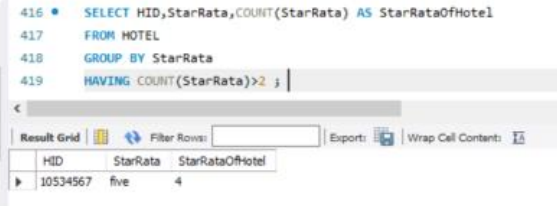 416 SELECT HID,StarRata,COUNT(StarRata) AS StarRataOfHotel
417 FROM HOTEL
418 GROUP BY StarRata
419 HAVING COUNT(StarRata)>2 ;
Result Grid Filter Rows: Export: Wrap Cell Content:
HID StarRata StarRataOfHotel
10534567 five 4